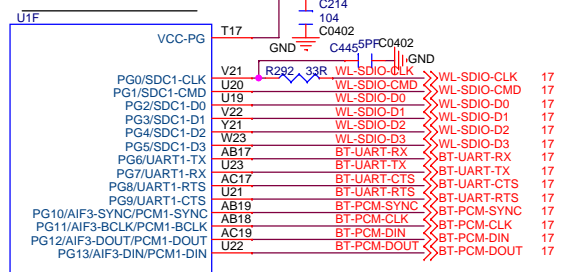 U1F
C214
104
C0402
VCC-PG T17
GND
C445 5PF C0402
GND
PG0/SDC1-CLK V21 R292 33R WL-SDIO-CLK WL-SDIO-CLK 17
PG1/SDC1-CMD U20 WL-SDIO-CMD WL-SDIO-CMD 17
PG2/SDC1-D0 U19 WL-SDIO-D0 WL-SDIO-D0 17
PG3/SDC1-D1 V22 WL-SDIO-D1 WL-SDIO-D1 17
PG4/SDC1-D2 Y21 WL-SDIO-D2 WL-SDIO-D2 17
PG5/SDC1-D3 W23 WL-SDIO-D3 WL-SDIO-D3 17
PG6/UART1-TX AB17 BT-UART-RX BT-UART-RX 17
PG7/UART1-RX U23 BT-UART-TX BT-UART-TX 17
PG8/UART1-RTS AC17 BT-UART-CTS BT-UART-CTS 17
PG9/UART1-CTS U21 BT-UART-RTS BT-UART-RTS 17
PG10/AIF3-SYNC/PCM1-SYNC AB19 BT-PCM-SYNC BT-PCM-SYNC 17
PG11/AIF3-BCLK/PCM1-BCLK AB18 BT-PCM-CLK BT-PCM-CLK 17
PG12/AIF3-DOUT/PCM1-DOUT AC19 BT-PCM-DIN BT-PCM-DIN 17
PG13/AIF3-DIN/PCM1-DIN U22 BT-PCM-DOUT BT-PCM-DOUT 17